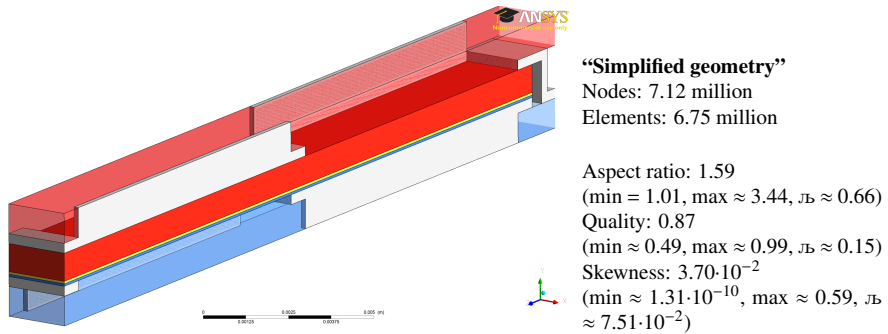 ANSYS
“Simplified geometry”
Nodes: 7.12 million
Elements: 6.75 million
Aspect ratio: 1.59
(min = 1.01, max ≈ 3.44, љ ≈ 0.66)
Quality: 0.87
(min ≈ 0.49, max ≈ 0.99, љ ≈ 0.15)
Skewness: 3.70·10⁻²
(min ≈ 1.31·10⁻¹⁰, max ≈ 0.59, љ
≈ 7.51·10⁻²)
0
0.0025
0.005 (m)
0.00125
0.00375
Y
X